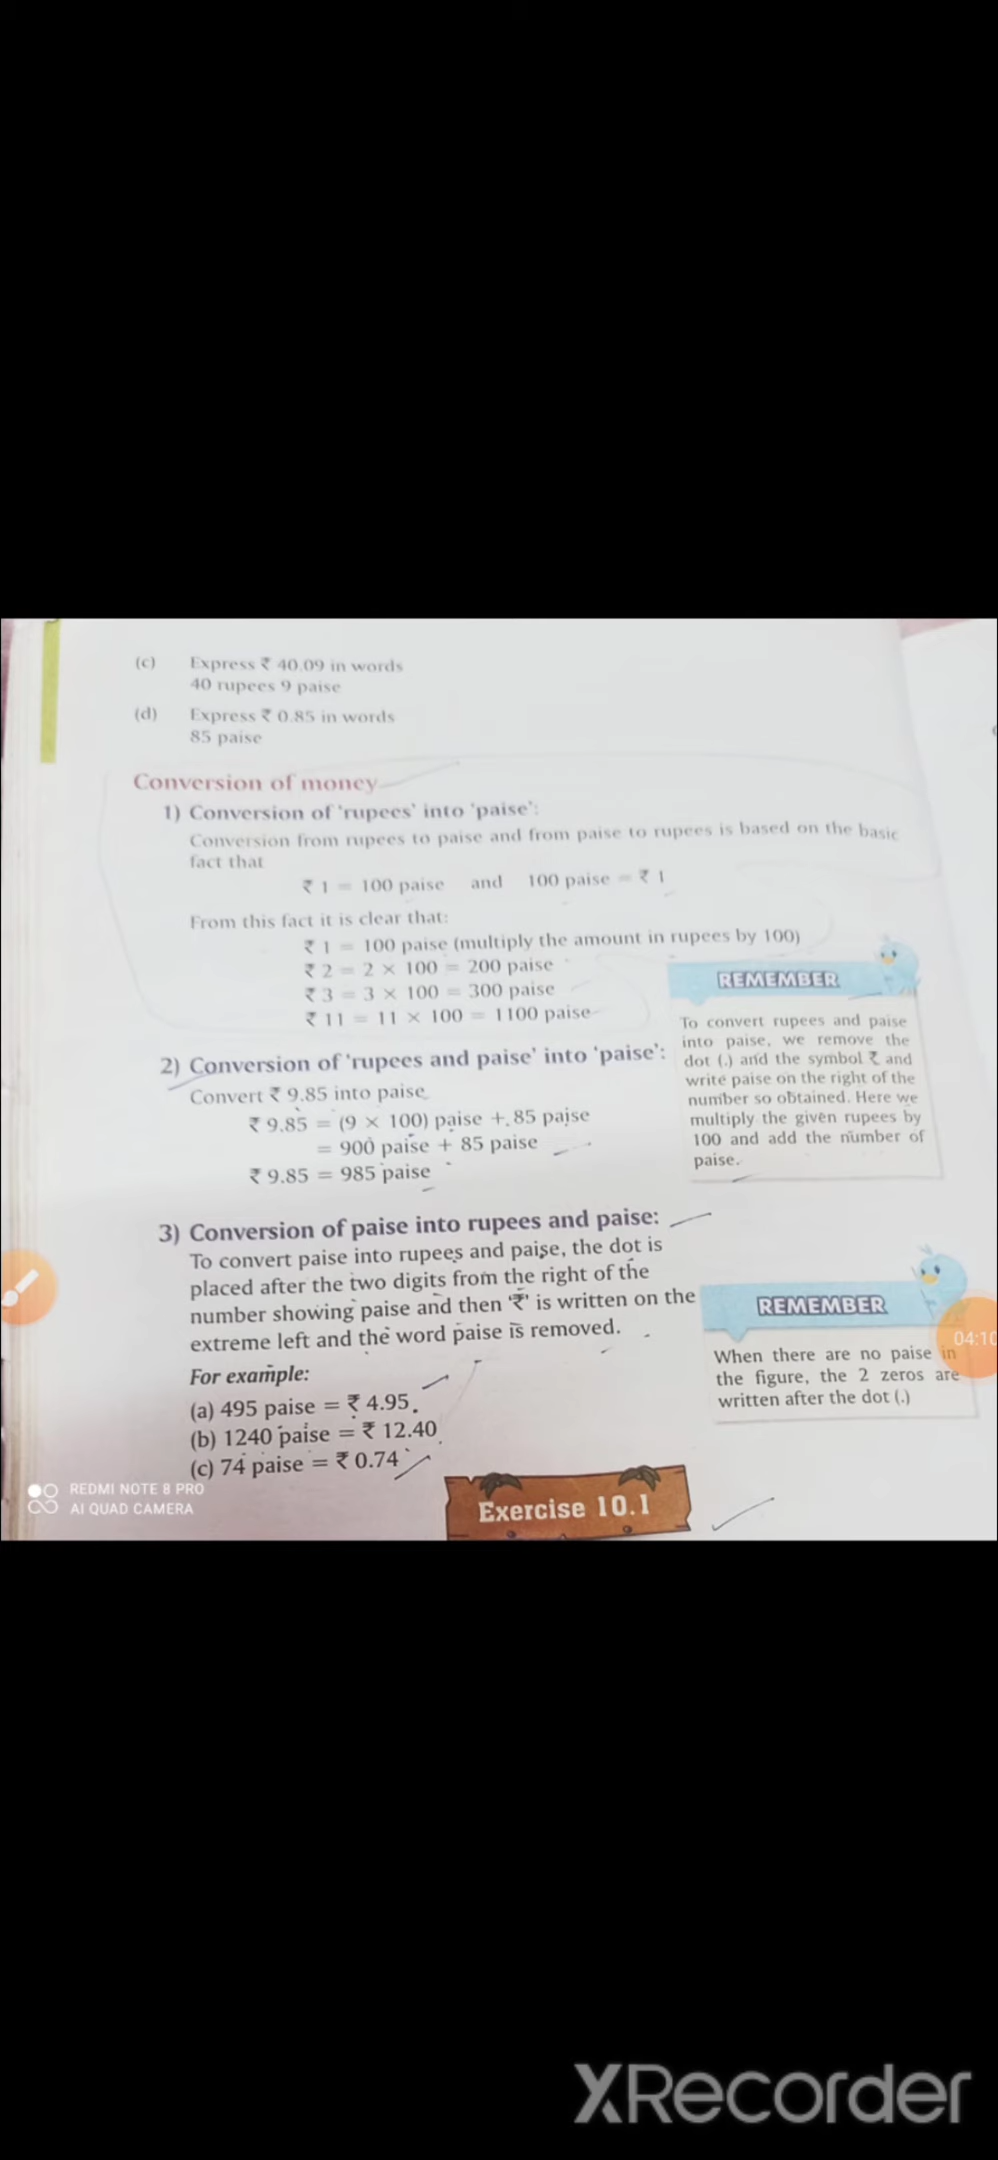 (c) Express ₹ 40.09 in words
40 rupees 9 paise
(d) Express ₹ 0.85 in words
85 paise
Conversion of money
1) Conversion of 'rupees' into 'paise':
Conversion from rupees to paise and from paise to rupees is based on the basic
fact that
₹ 1 = 100 paise and 100 paise = ₹ 1
From this fact it is clear that:
₹ 1 = 100 paise (multiply the amount in rupees by 100)
₹ 2 = 2 × 100 = 200 paise
₹ 3 = 3 × 100 = 300 paise
₹ 11 = 11 × 100 = 1100 paise
REMEMBER
To convert rupees and paise
into paise, we remove the
dot (.) and the symbol ₹ and
write paise on the right of the
number so obtained. Here we
multiply the given rupees by
100 and add the number of
paise.
2) Conversion of 'rupees and paise' into 'paise':
Convert ₹ 9.85 into paise
₹ 9.85 = (9 × 100) paise + 85 paise
= 900 paise + 85 paise
₹ 9.85 = 985 paise
3) Conversion of paise into rupees and paise:
To convert paise into rupees and paise, the dot is
placed after the two digits from the right of the
number showing paise and then '₹' is written on the
extreme left and the word paise is removed.
For example:
(a) 495 paise = ₹ 4.95.
(b) 1240 paise = ₹ 12.40
(c) 74 paise = ₹ 0.74
REMEMBER
When there are no paise in
the figure, the 2 zeros are
written after the dot (.)
04:10
REDMI NOTE 8 PRO
AI QUAD CAMERA
Exercise 10.1
XRecorder